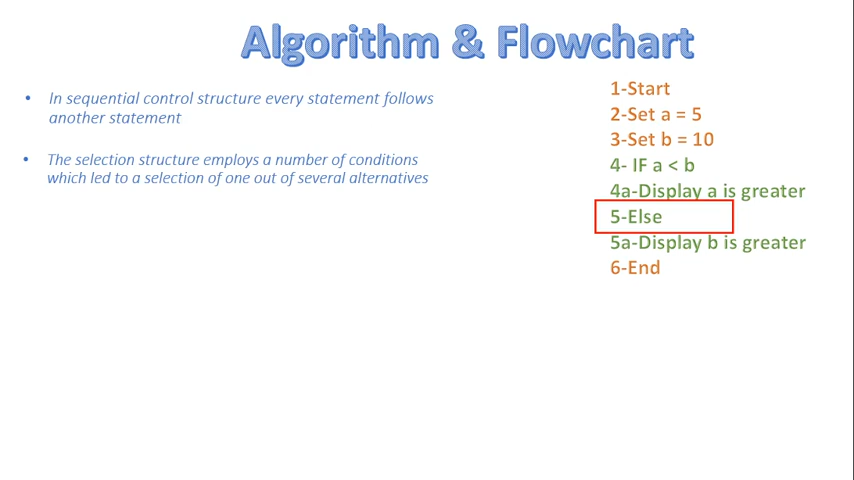 Algorithm & Flowchart
• In sequential control structure every statement follows
another statement
• The selection structure employs a number of conditions
which led to a selection of one out of several alternatives
1-Start
2-Set a = 5
3-Set b = 10
4- IF a < b
4a-Display a is greater
5-Else
5a-Display b is greater
6-End